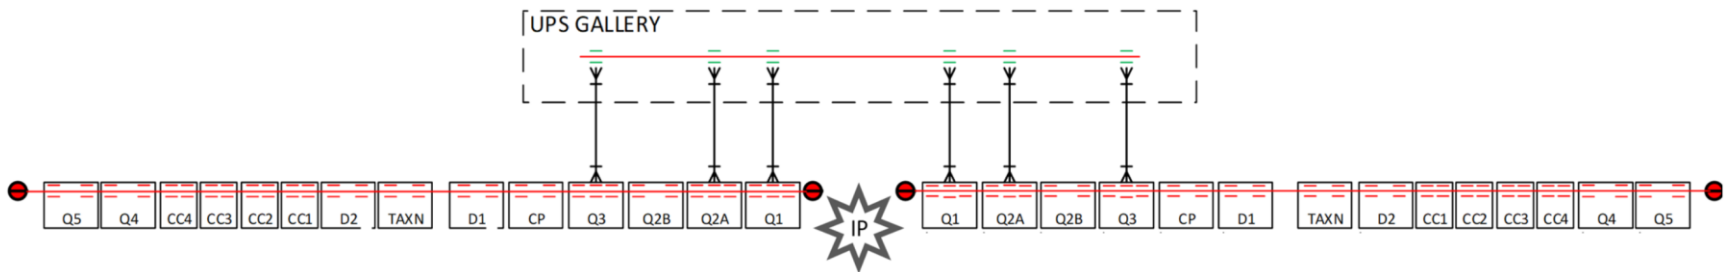 UPS GALLERY
Q5 Q4 CC4 CC3 CC2 CC1 D2 TAXN D1 CP Q3 Q2B Q2A Q1 IP Q1 Q2A Q2B Q3 CP D1 TAXN D2 CC1 CC2 CC3 CC4 Q4 Q5